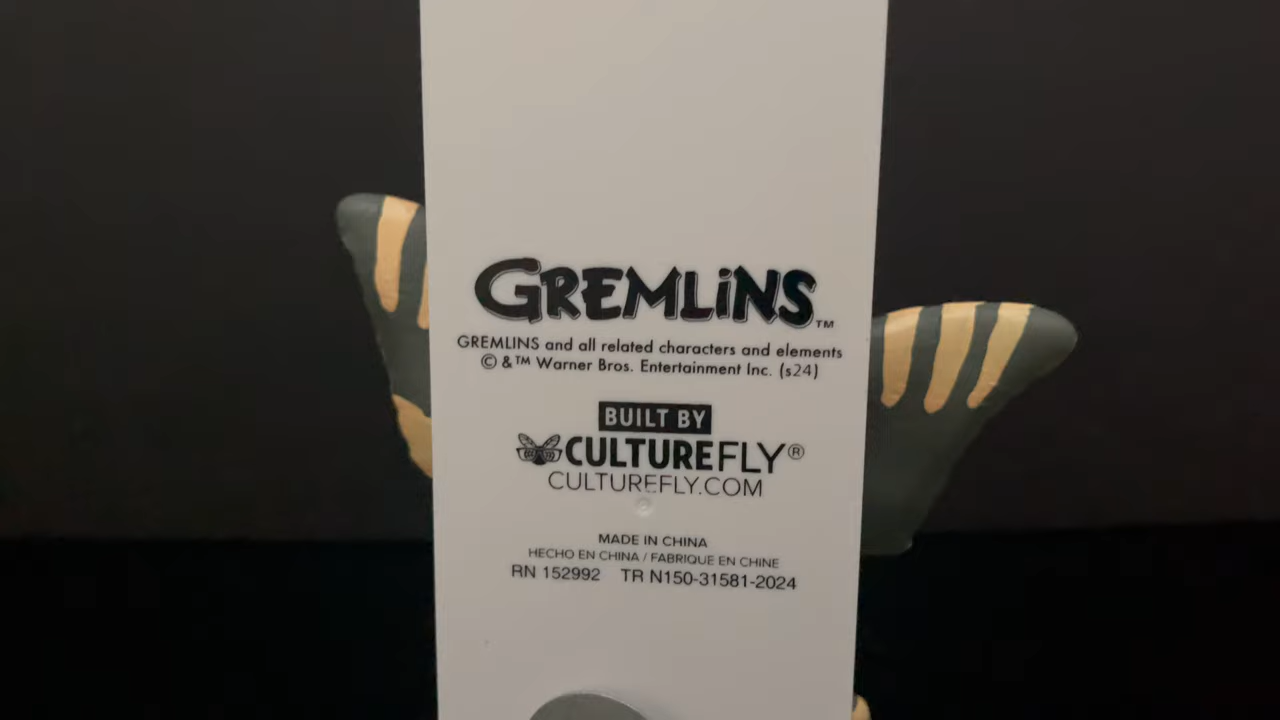 GREMLiNS™
GREMLINS and all related characters and elements
© &™ Warner Bros. Entertainment Inc. (s24)
BUILT BY
CULTUREFLY®
CULTUREFLY.COM
MADE IN CHINA
HECHO EN CHINA / FABRIQUE EN CHINE
RN 152992 TR N150-31581-2024